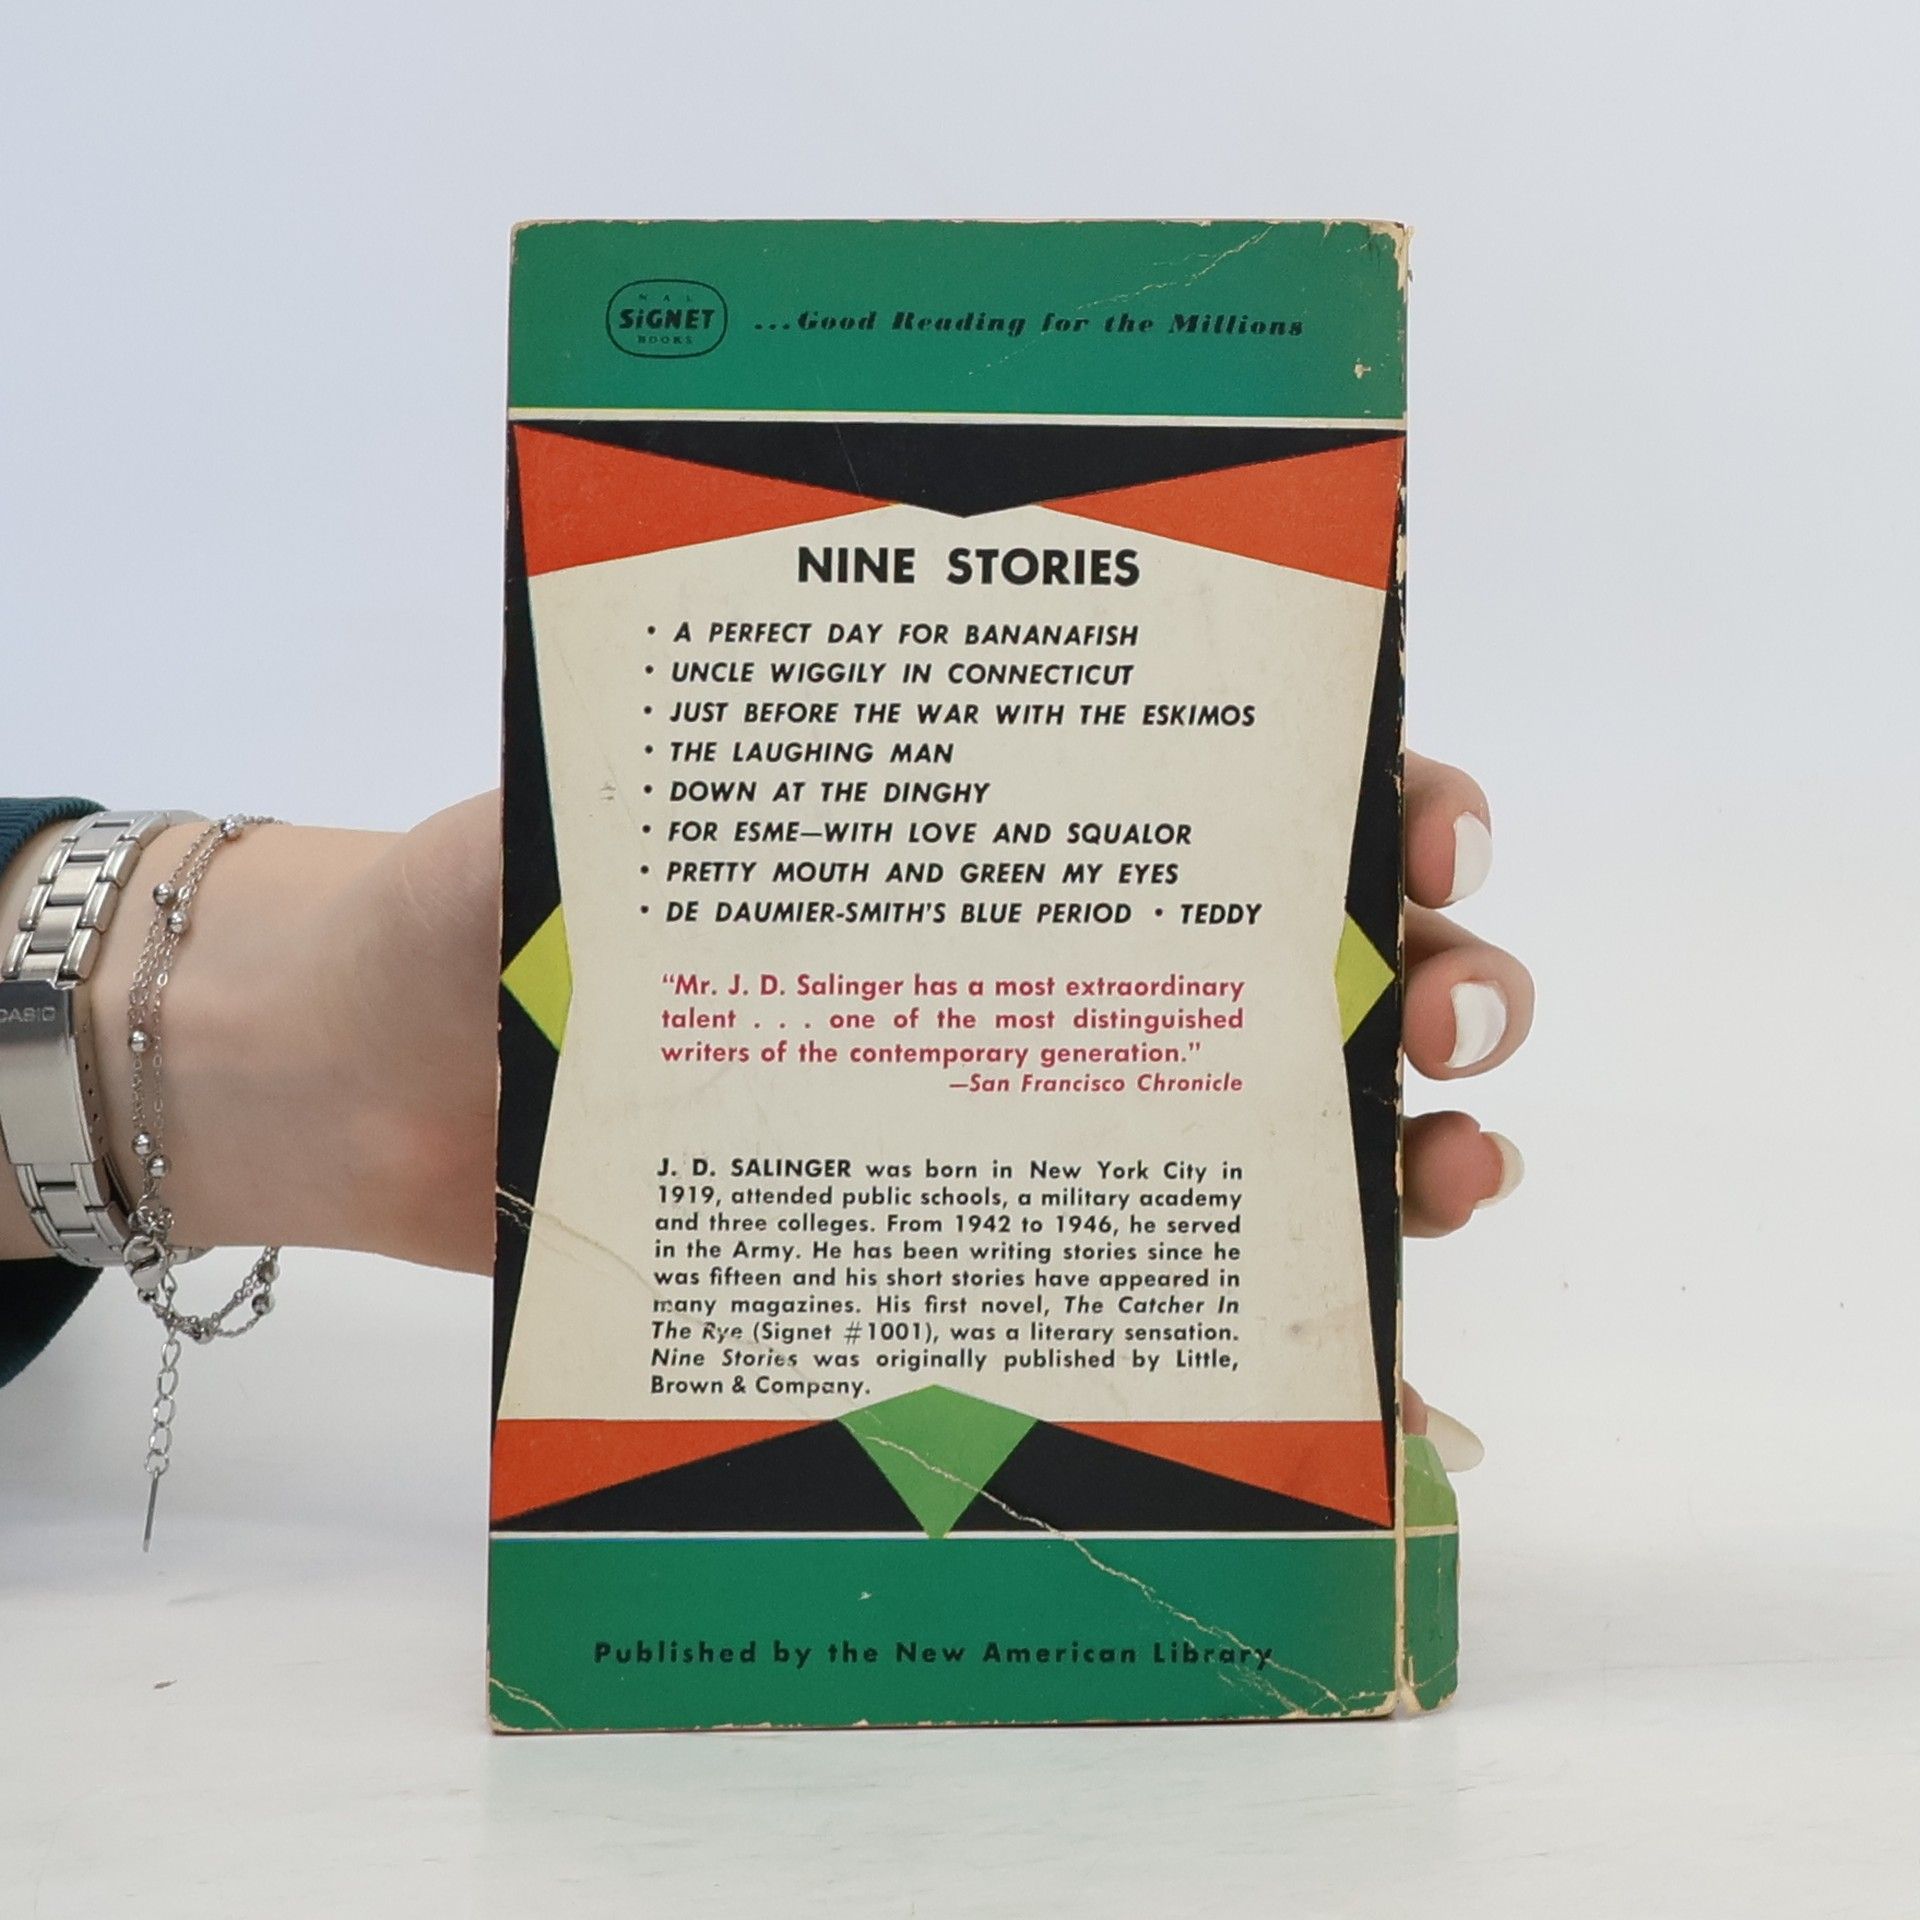 NAL
SiGNET
BOOKS
...Good Reading for the Millions
NINE STORIES
• A PERFECT DAY FOR BANANAFISH
• UNCLE WIGGILY IN CONNECTICUT
• JUST BEFORE THE WAR WITH THE ESKIMOS
• THE LAUGHING MAN
• DOWN AT THE DINGHY
• FOR ESME—WITH LOVE AND SQUALOR
• PRETTY MOUTH AND GREEN MY EYES
• DE DAUMIER-SMITH'S BLUE PERIOD • TEDDY
“Mr. J. D. Salinger has a most extraordinary
talent . . . one of the most distinguished
writers of the contemporary generation.”
—San Francisco Chronicle
J. D. SALINGER was born in New York City in
1919, attended public schools, a military academy
and three colleges. From 1942 to 1946, he served
in the Army. He has been writing stories since he
was fifteen and his short stories have appeared in
many magazines. His first novel, The Catcher In
The Rye (Signet #1001), was a literary sensation.
Nine Stories was originally published by Little,
Brown & Company.
Published by the New American Library
CASIO